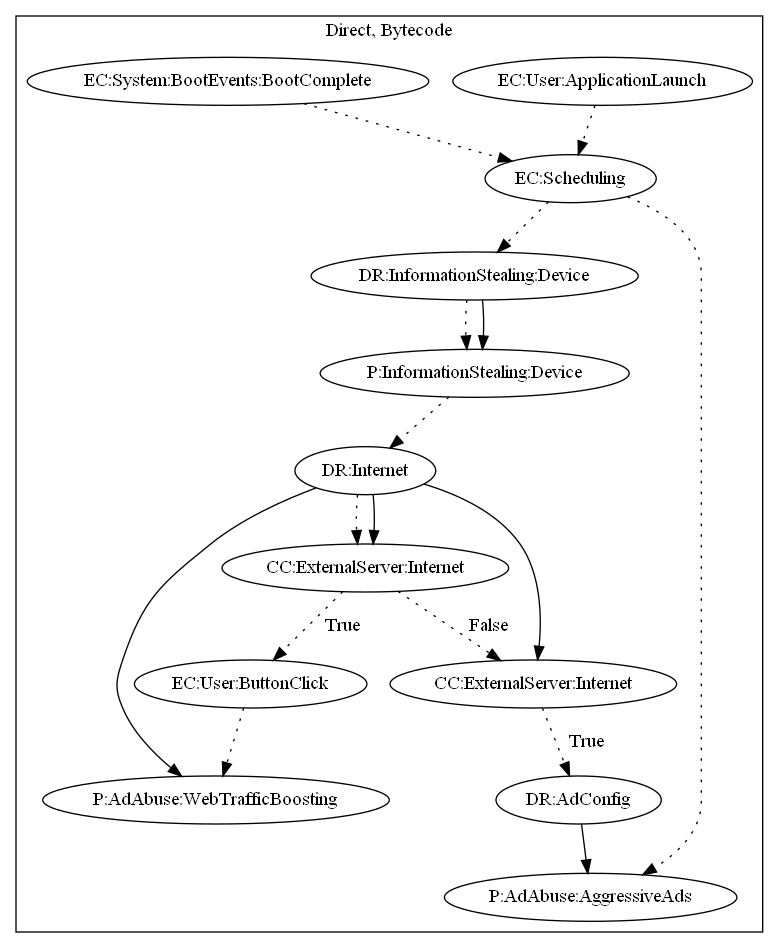 Direct, Bytecode
EC:System:BootEvents:BootComplete
EC:User:ApplicationLaunch
EC:Scheduling
DR:InformationStealing:Device
P:InformationStealing:Device
DR:Internet
CC:ExternalServer:Internet
True
False
EC:User:ButtonClick
CC:ExternalServer:Internet
True
P:AdAbuse:WebTrafficBoosting
DR:AdConfig
P:AdAbuse:AggressiveAds